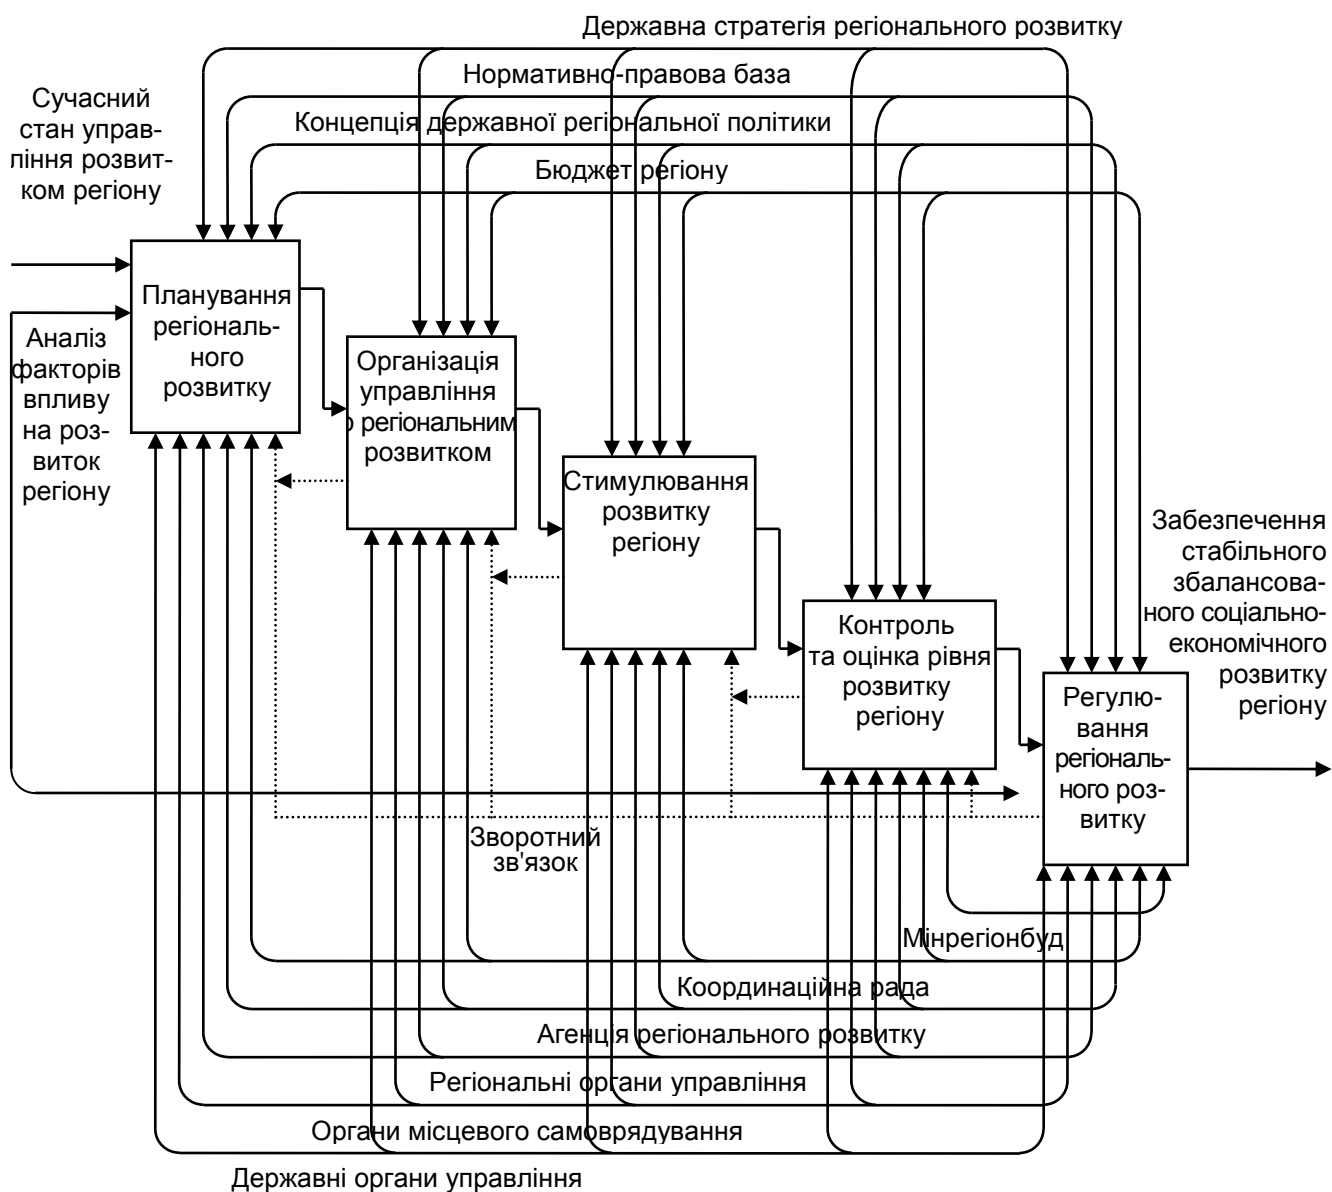 Державна стратегія регіонального розвитку
Нормативно-правова база
Концепція державної регіональної політики
Бюджет регіону
Сучасний
стан управ-
ління розвит-
ком регіону
Планування
регіональ-
ного
розвитку
Аналіз
факторів
впливу
на роз-
виток
регіону
Організація
управління
регіональним
розвитком
Стимулювання
розвитку
регіону
Контроль
та оцінка рівня
розвитку
регіону
Регулю-
вання
регіональ-
ного роз-
витку
Забезпечення
стабільного
збалансова-
ного соціально-
економічного
розвитку
регіону
Зворотний
зв'язок
Мінрегіонбуд
Координаційна рада
Агенція регіонального розвитку
Регіональні органи управління
Органи місцевого самоврядування
Державні органи управління